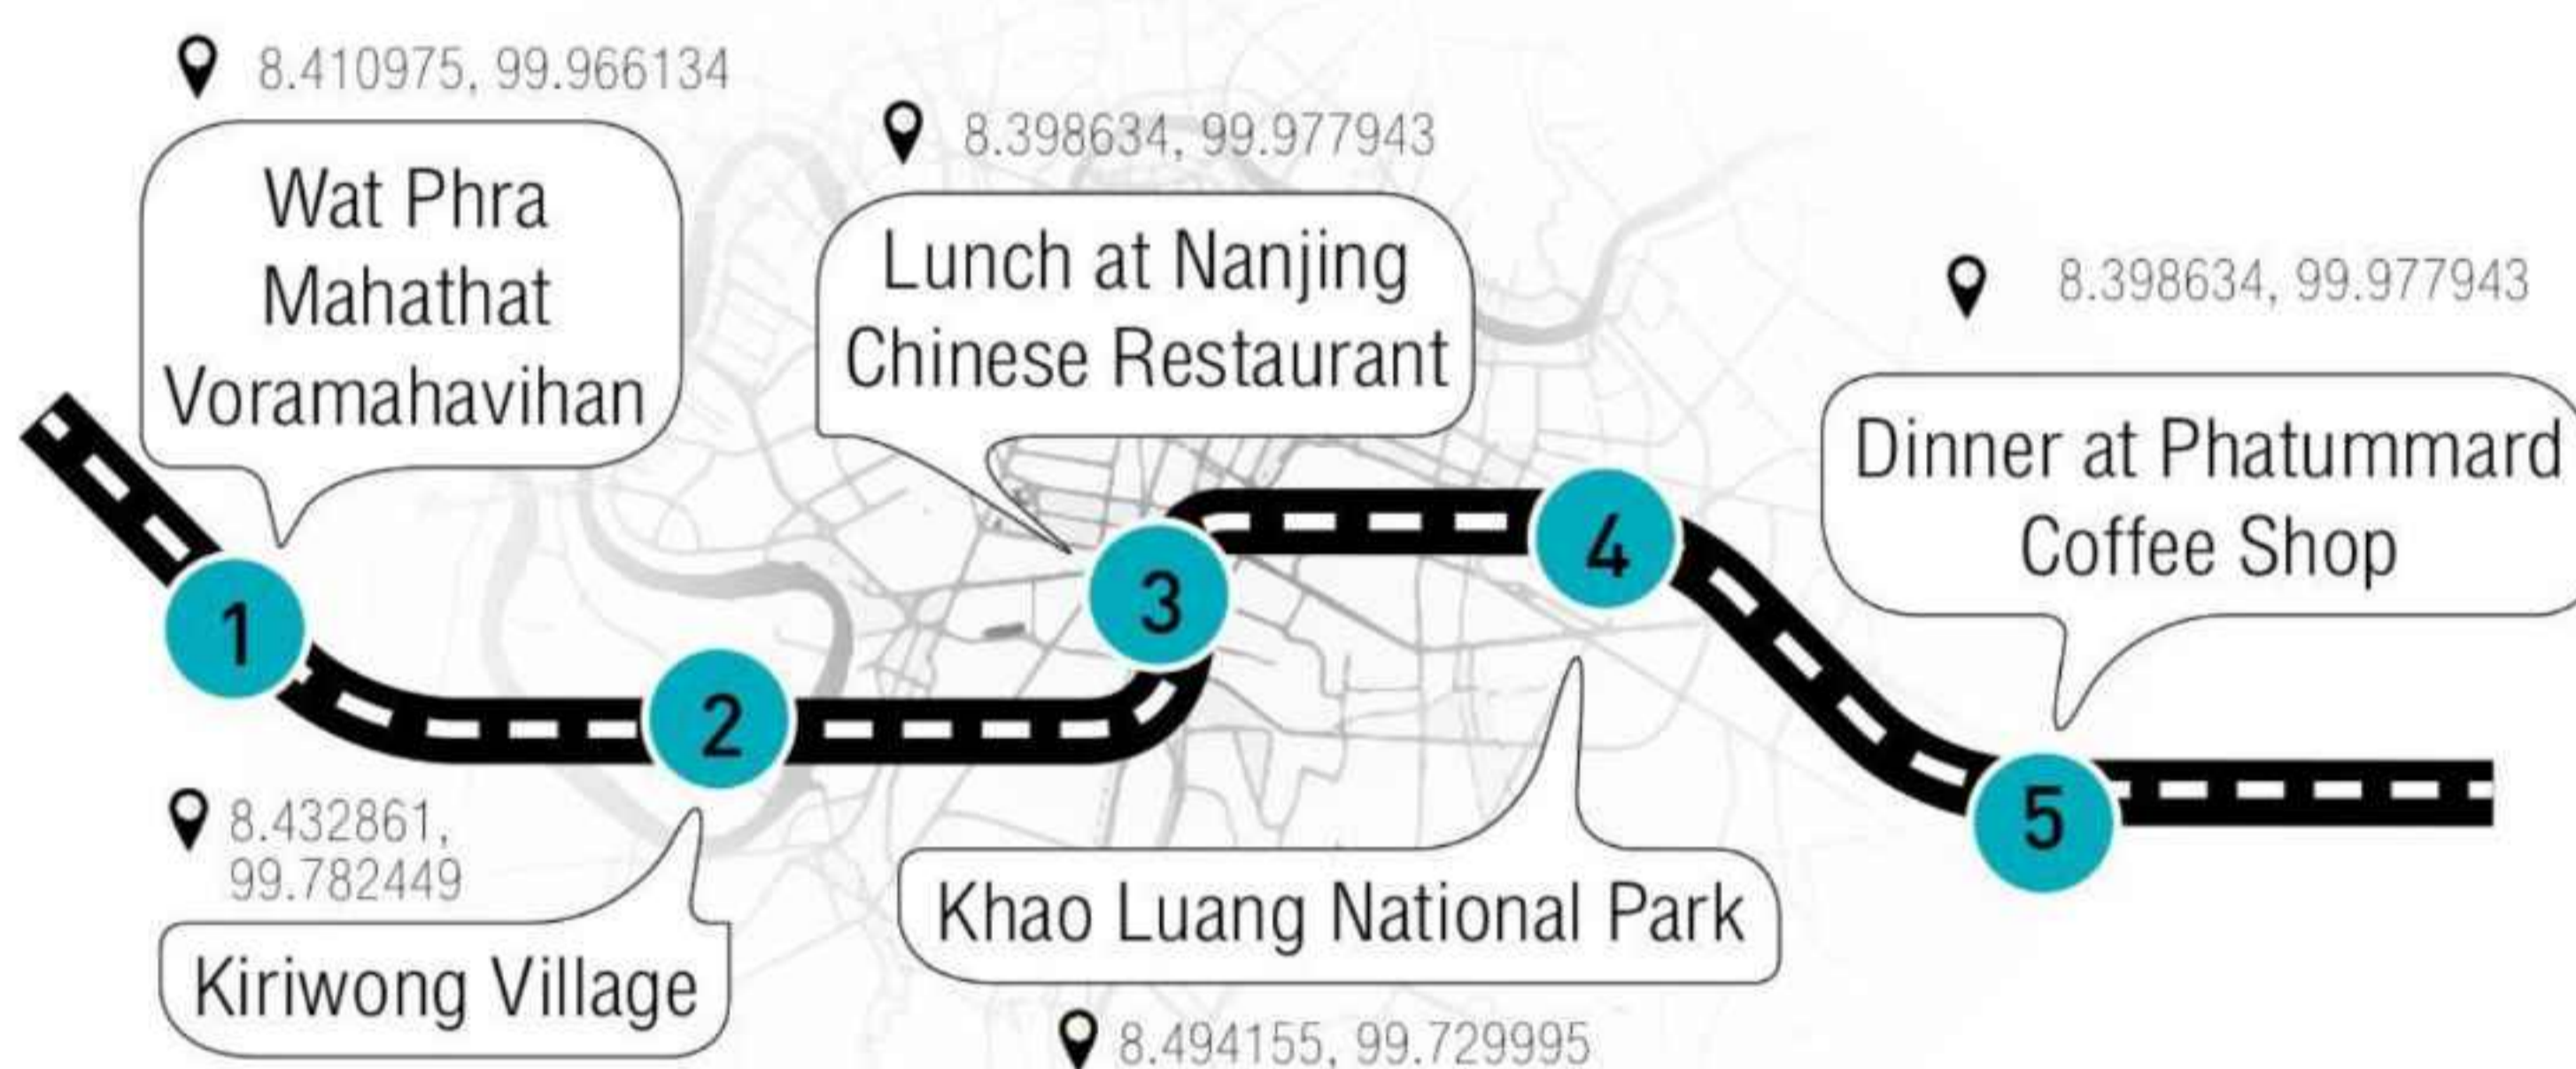 8.410975, 99.966134
Wat Phra
Mahathat
Voramahavihan
8.398634, 99.977943
Lunch at Nanjing
Chinese Restaurant
8.398634, 99.977943
Dinner at Phatummard
Coffee Shop
1
2
3
4
5
8.432861,
99.782449
Kiriwong Village
Khao Luang National Park
8.494155, 99.729995